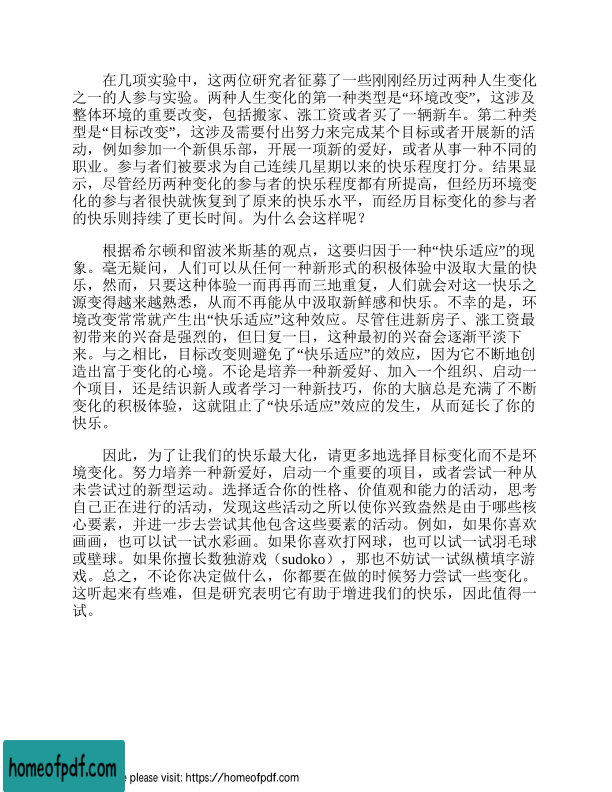 在几项实验中，这两位研究者征募了一些刚刚经历过两种人生变化
之一的人参与实验。两种人生变化的第一种类型是“环境改变”，这涉及
整体环境的重要改变，包括搬家、涨工资或者买了一辆新车。第二种类
型是“目标改变”，这涉及需要付出努力来完成某个目标或者开展新的活
动，例如参加一个新俱乐部，开展一项新的爱好，或者从事一种不同的
职业。参与者们被要求为自己连续几星期以来的快乐程度打分。结果显
示，尽管经历两种变化的参与者的快乐程度都有所提高，但经历环境变
化的参与者很快就恢复到了原来的快乐水平，而经历目标变化的参与者
的快乐则持续了更长时间。为什么会这样呢？
根据希尔顿和留波米斯基的观点，这要归因于一种“快乐适应”的现
象。毫无疑问，人们可以从任何一种新形式的积极体验中汲取大量的快
乐，然而，只要这种体验一而再再而三地重复，人们就会对这一快乐之
源变得越来越熟悉，从而不再能从中汲取新鲜感和快乐。不幸的是，环
境改变常常就产生出“快乐适应”这种效应。尽管住进新房子、涨工资最
初带来的兴奋是强烈的，但日复一日，这种最初的兴奋会逐渐平淡下
来。与之相比，目标改变则避免了“快乐适应”的效应，因为它不断地创
造出富于变化的心境。不论是培养一种新爱好、加入一个组织、启动一
个项目，还是结识新人或者学习一种新技巧，你的大脑总是充满了不断
变化的积极体验，这就阻止了“快乐适应”效应的发生，从而延长了你的
快乐。
因此，为了让我们的快乐最大化，请更多地选择目标变化而不是环
境变化。努力培养一种新爱好，启动一个重要的项目，或者尝试一种从
未尝试过的新型运动。选择适合你的性格、价值观和能力的活动，思考
自己正在进行的活动，发现这些活动之所以使你兴致盎然是由于哪些核
心要素，并进一步去尝试其他包含这些要素的活动。例如，如果你喜欢
画画，也可以试一试水彩画。如果你喜欢打网球，也可以试一试羽毛球
或壁球。如果你擅长数独游戏（sudoko），那也不妨试一试纵横填字游
戏。总之，不论你决定做什么，你都要在做的时候努力尝试一些变化。
这听起来有些难，但是研究表明它有助于增进我们的快乐，因此值得一
试。
homeofpdf.com
please visit: https://homeofpdf.com